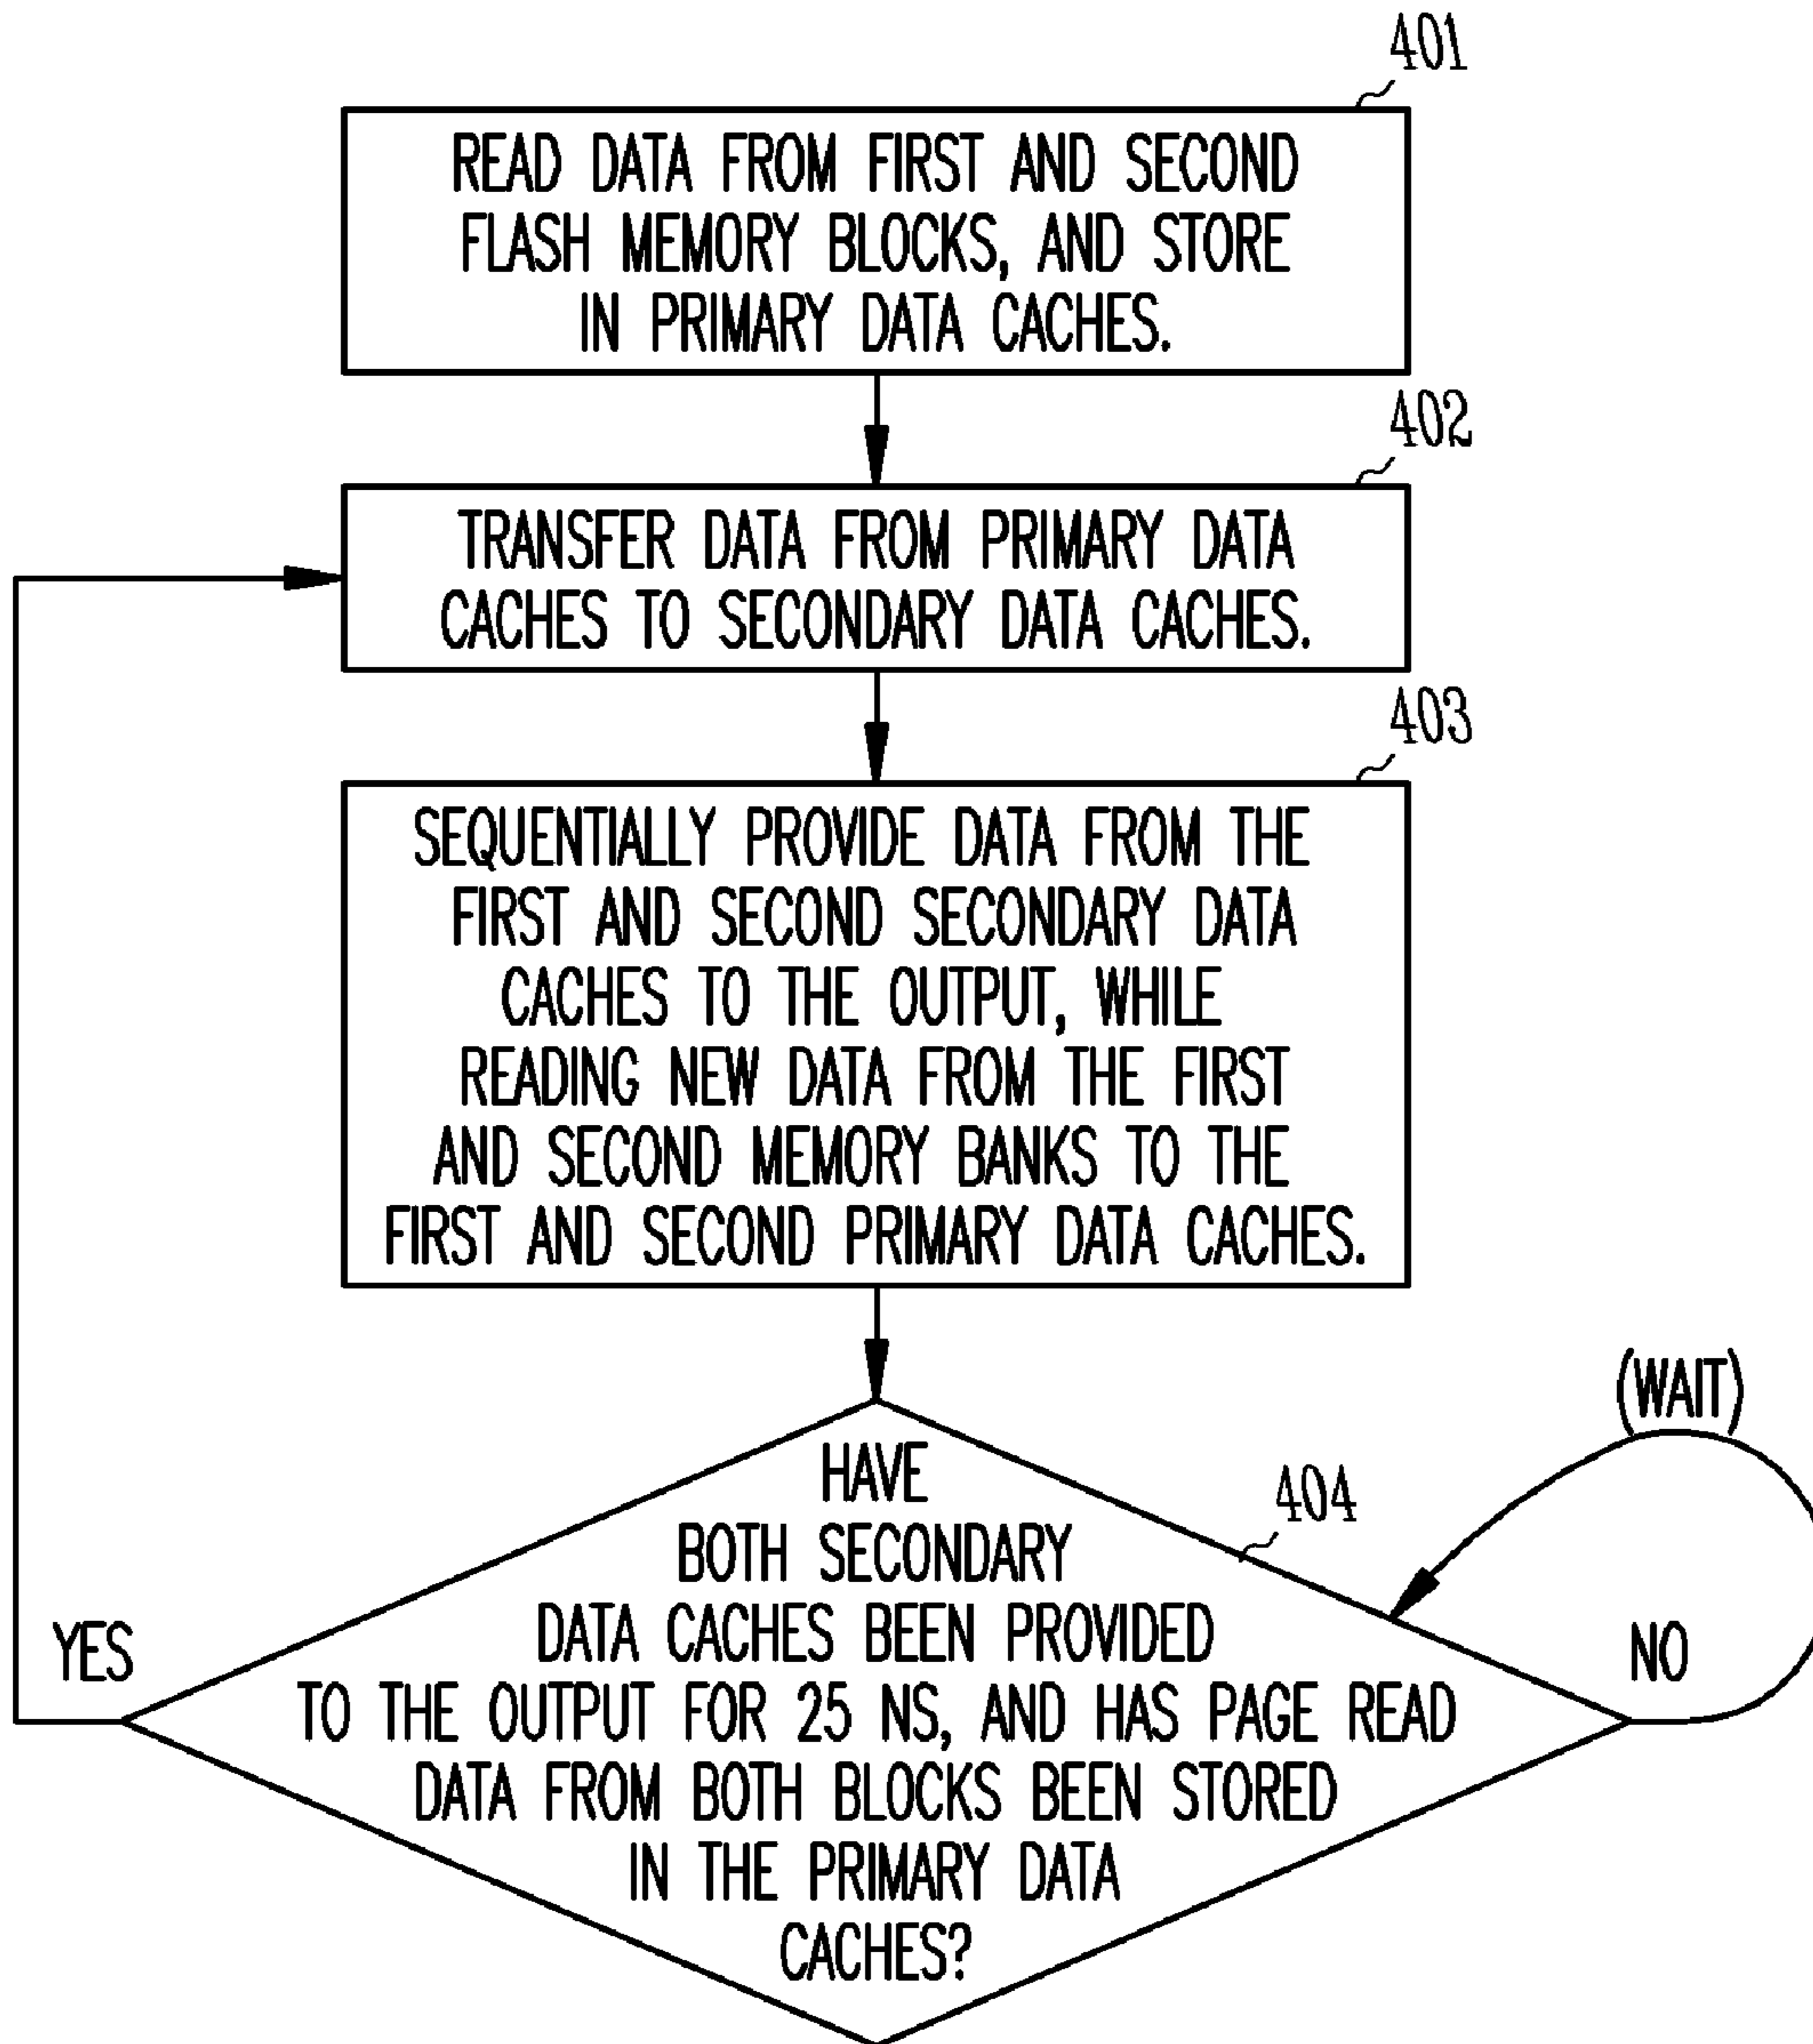 401
READ DATA FROM FIRST AND SECOND
FLASH MEMORY BLOCKS, AND STORE
IN PRIMARY DATA CACHES.
402
TRANSFER DATA FROM PRIMARY DATA
CACHES TO SECONDARY DATA CACHES.
403
SEQUENTIALLY PROVIDE DATA FROM THE
FIRST AND SECOND SECONDARY DATA
CACHES TO THE OUTPUT, WHILE
READING NEW DATA FROM THE FIRST
AND SECOND MEMORY BANKS TO THE
FIRST AND SECOND PRIMARY DATA CACHES.
(WAIT)
404
HAVE
BOTH SECONDARY
DATA CACHES BEEN PROVIDED
TO THE OUTPUT FOR 25 NS, AND HAS PAGE READ
DATA FROM BOTH BLOCKS BEEN STORED
IN THE PRIMARY DATA
CACHES?
YES
NO